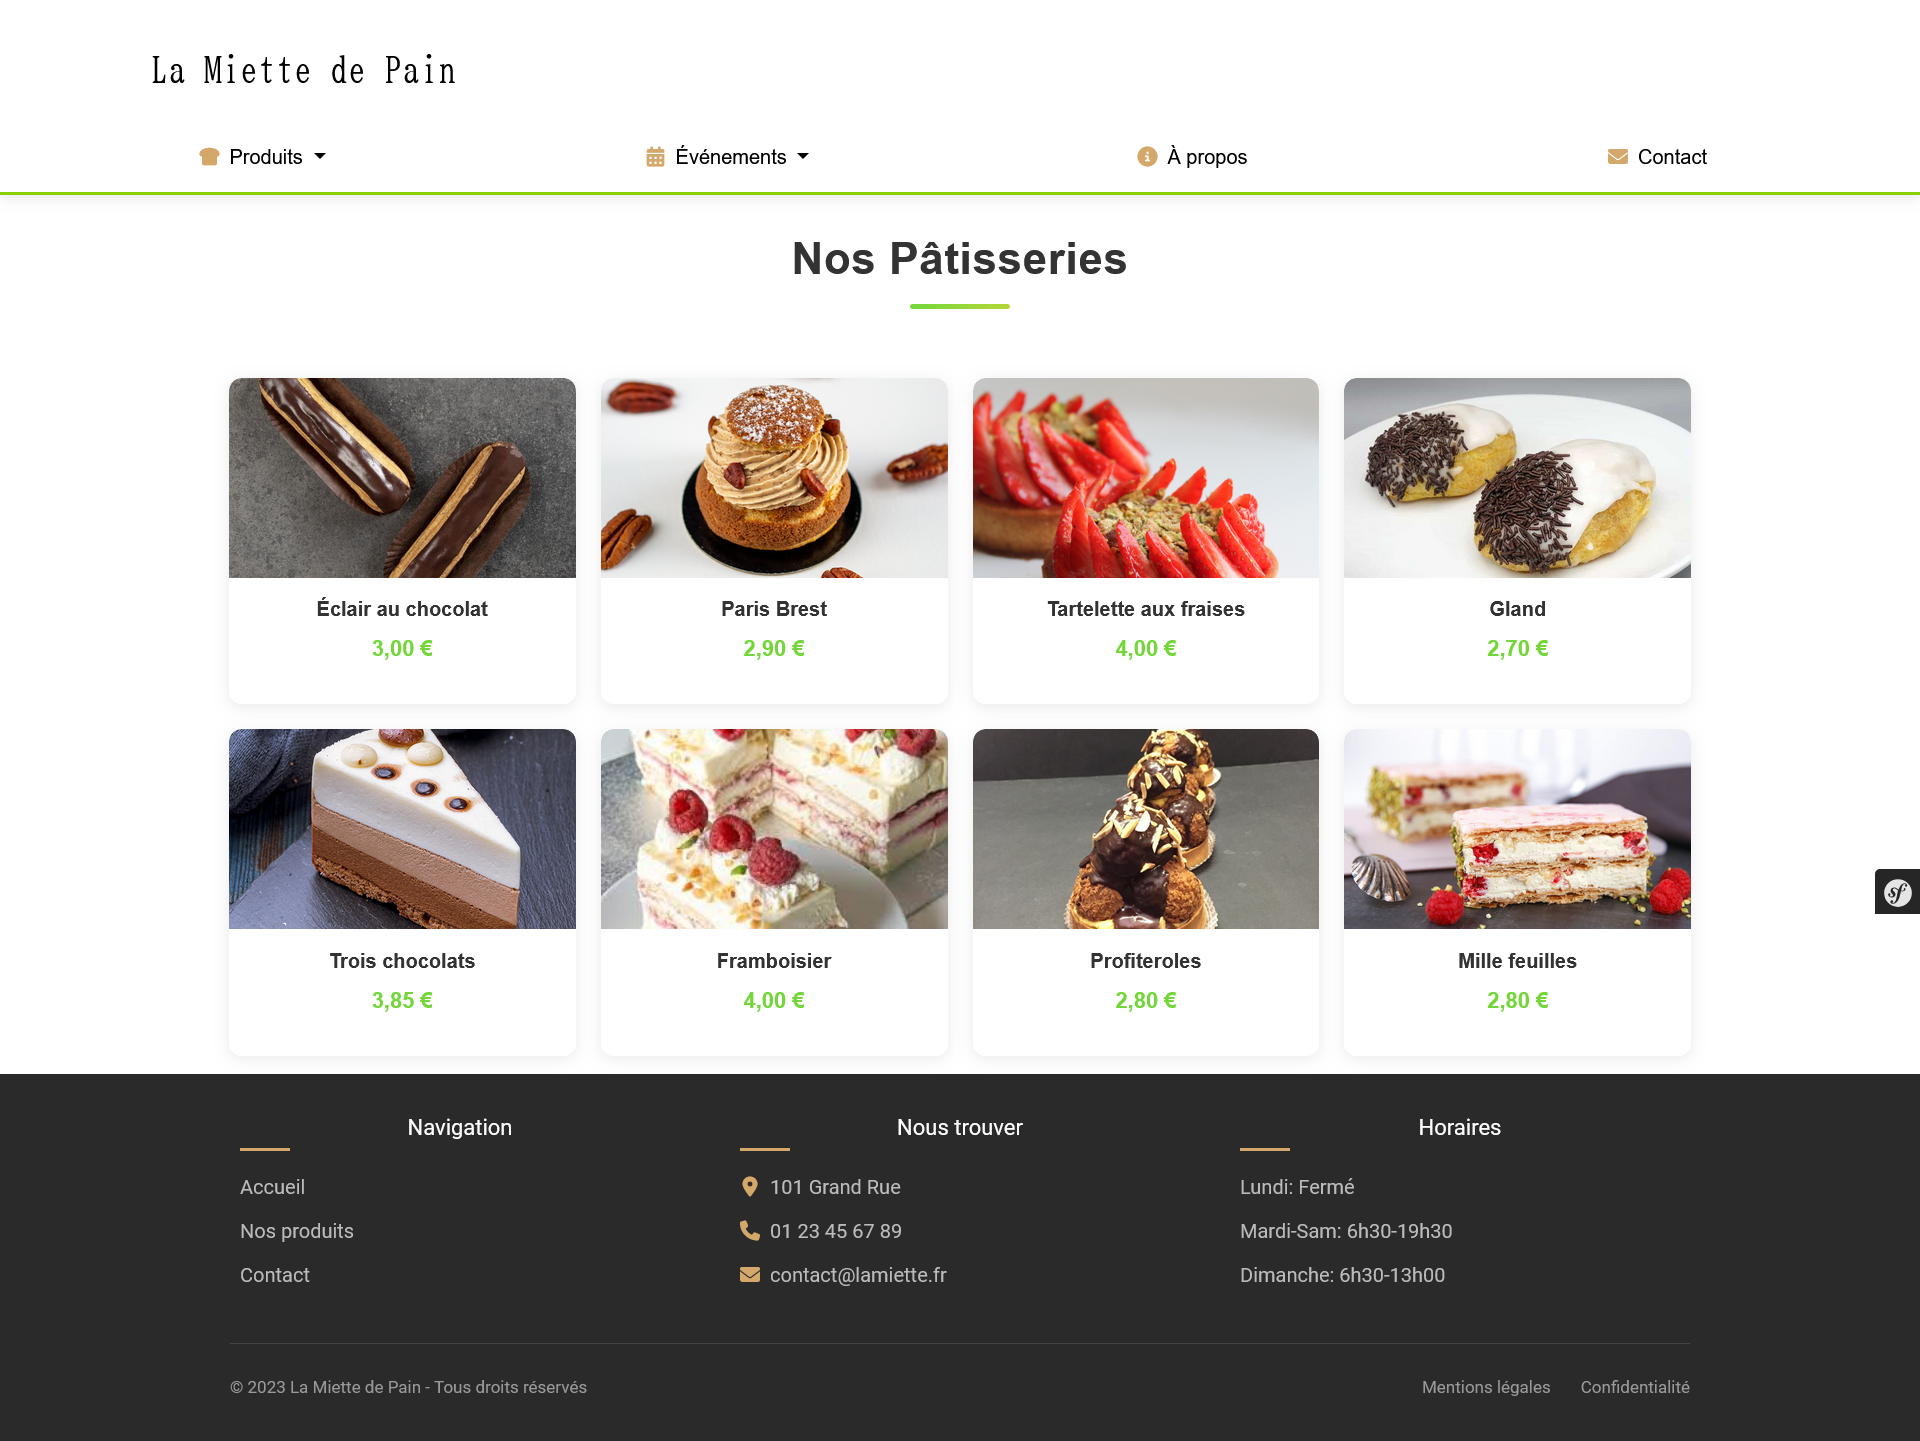 La Miette de Pain
Produits
Événements
À propos
Contact
Nos Pâtisseries
Éclair au chocolat
3,00 €
Paris Brest
2,90 €
Tartelette aux fraises
4,00 €
Gland
2,70 €
Trois chocolats
3,85 €
Framboisier
4,00 €
Profiteroles
2,80 €
Mille feuilles
2,80 €
sf
Navigation
Accueil
Nos produits
Contact
Nous trouver
101 Grand Rue
01 23 45 67 89
contact@lamiette.fr
Horaires
Lundi: Fermé
Mardi-Sam: 6h30-19h30
Dimanche: 6h30-13h00
© 2023 La Miette de Pain - Tous droits réservés
Mentions légales
Confidentialité